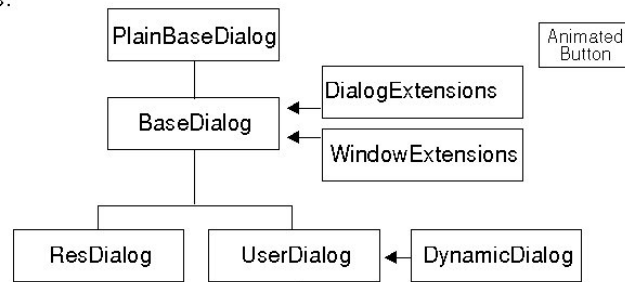 PlainBaseDialog
Animated
Button
DialogExtensions
BaseDialog
WindowExtensions
ResDialog
UserDialog
DynamicDialog